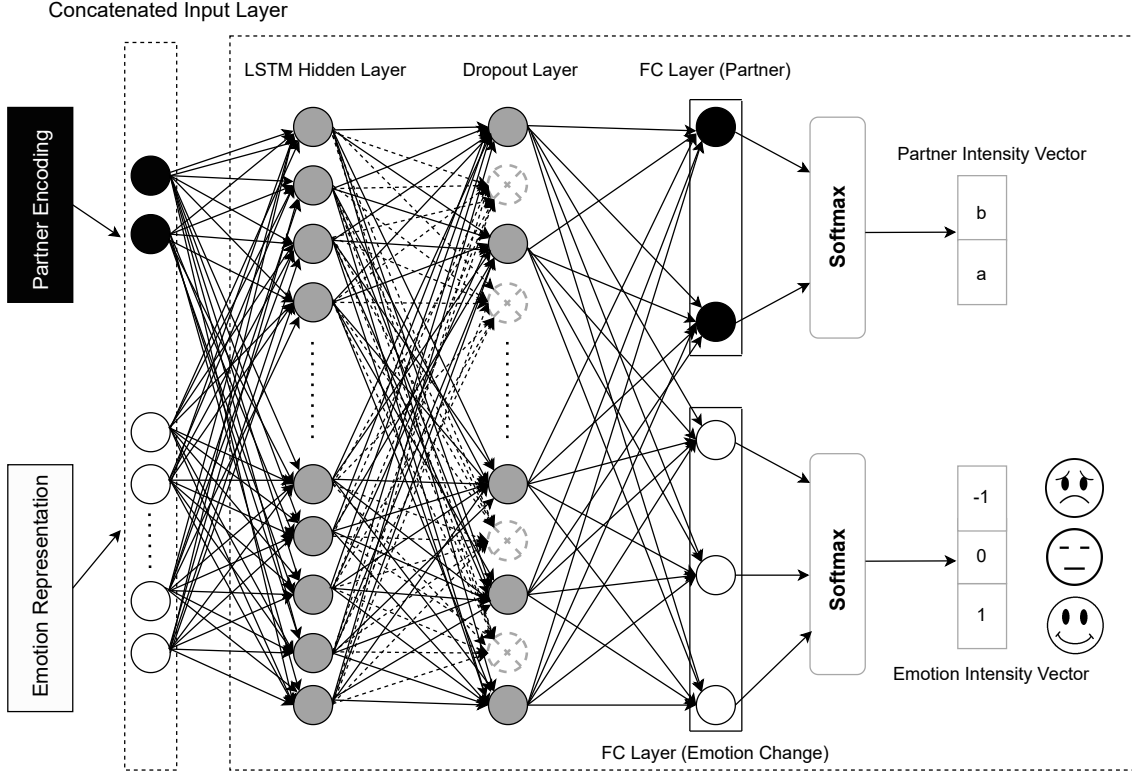 Concatenated Input Layer
LSTM Hidden Layer
Dropout Layer
FC Layer (Partner)
Partner Encoding
Softmax
Partner Intensity Vector
b
a
Emotion Representation
Softmax
-1
0
1
Emotion Intensity Vector
FC Layer (Emotion Change)